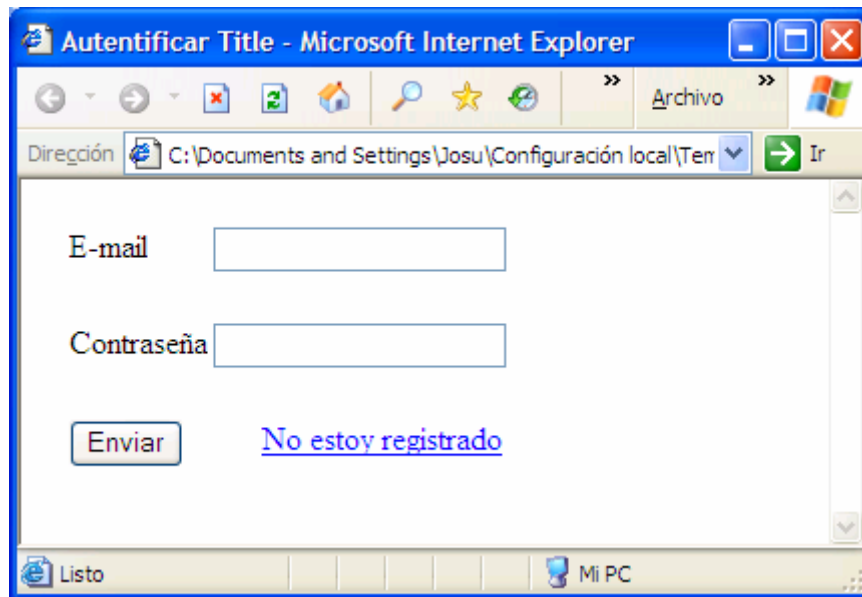 Autentificar Title - Microsoft Internet Explorer
» Archivo »
Dirección C:\Documents and Settings\Josu\Configuración local\Tem Ir
E-mail
Contraseña
Enviar No estoy registrado
Listo Mi PC